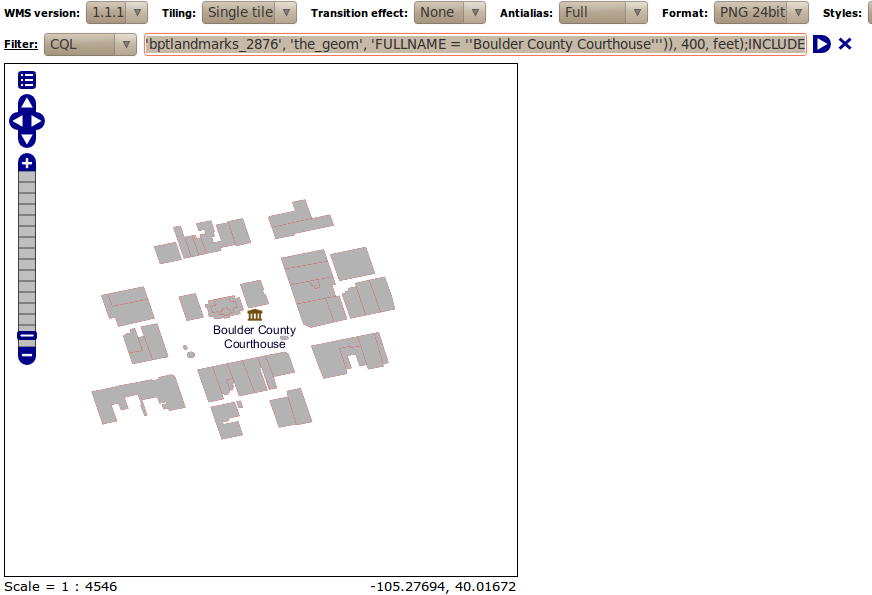 WMS version: 1.1.1 Tiling: Single tile Transition effect: None Antialias: Full Format: PNG 24bit Styles:
Filter: CQL 'bptlandmarks_2876', 'the_geom', 'FULLNAME = ''Boulder County Courthouse''')), 400, feet);INCLUDE
Boulder County
Courthouse
Scale = 1 : 4546 -105.27694, 40.01672